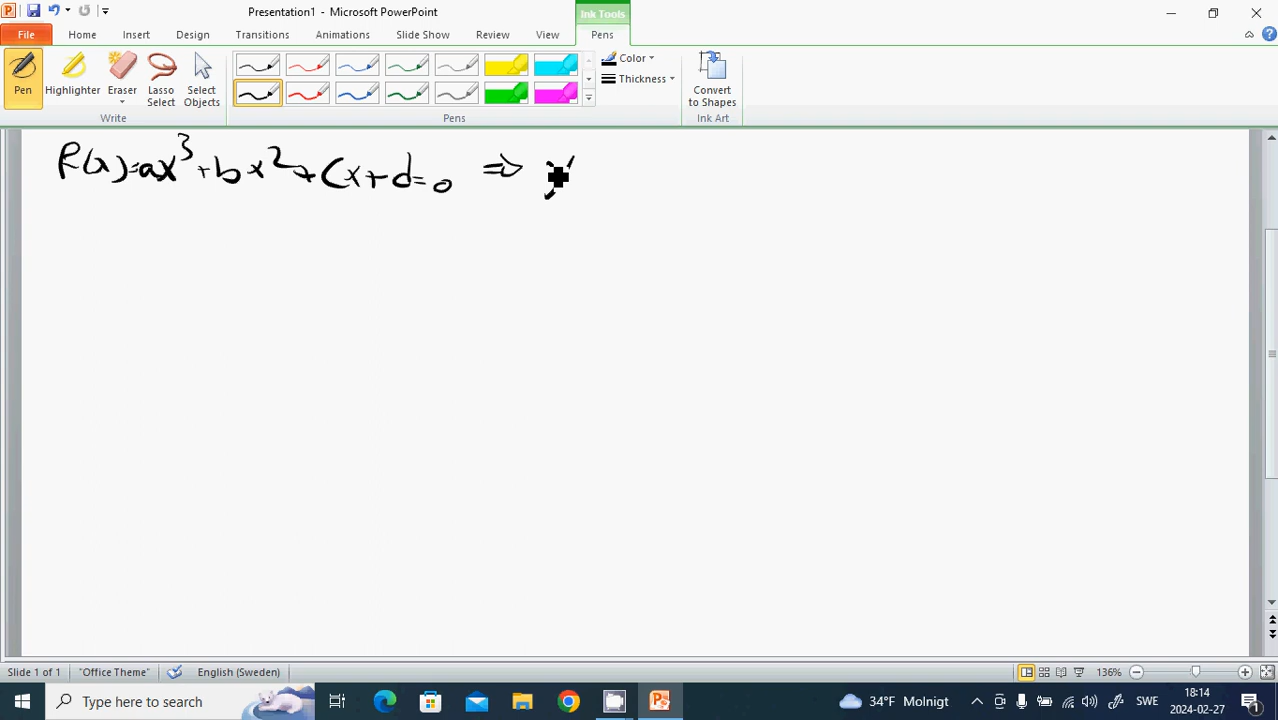 Presentation1 - Microsoft PowerPoint
Ink Tools
File Home Insert Design Transitions Animations Slide Show Review View Pens
Pen Highlighter Eraser Lasso Select Select Objects
Color
Thickness
Convert to Shapes
Write Pens Ink Art
P(x)=ax³+bx²+Cx+d=0 ⇒
Slide 1 of 1 "Office Theme" English (Sweden) 136%
Type here to search 34°F Molnigt SWE 18:14 2024-02-27 1